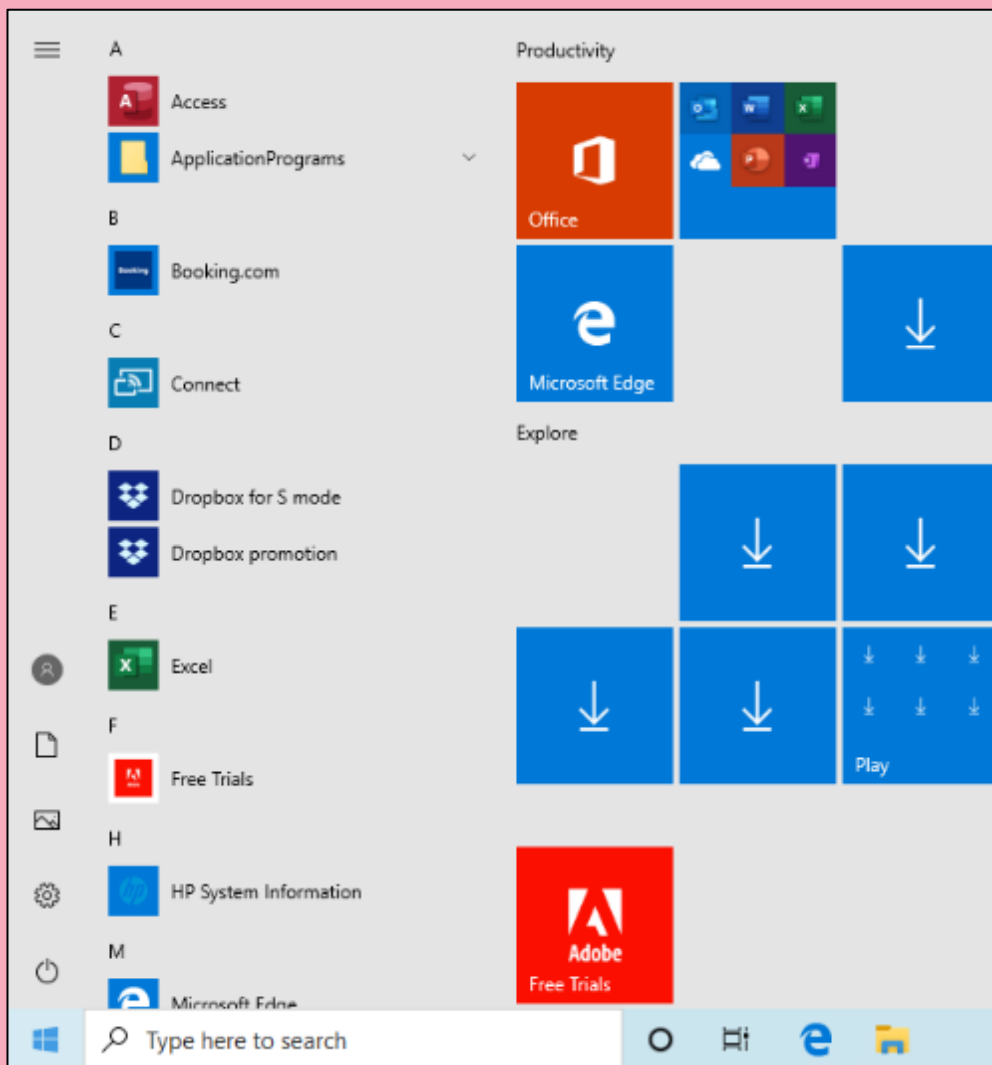 A
Access
ApplicationPrograms
B
Booking.com
C
Connect
D
Dropbox for S mode
Dropbox promotion
E
Excel
F
Free Trials
H
HP System Information
M
Microsoft Edge
Productivity
Office
Microsoft Edge
Explore
Play
Adobe
Free Trials
Type here to search